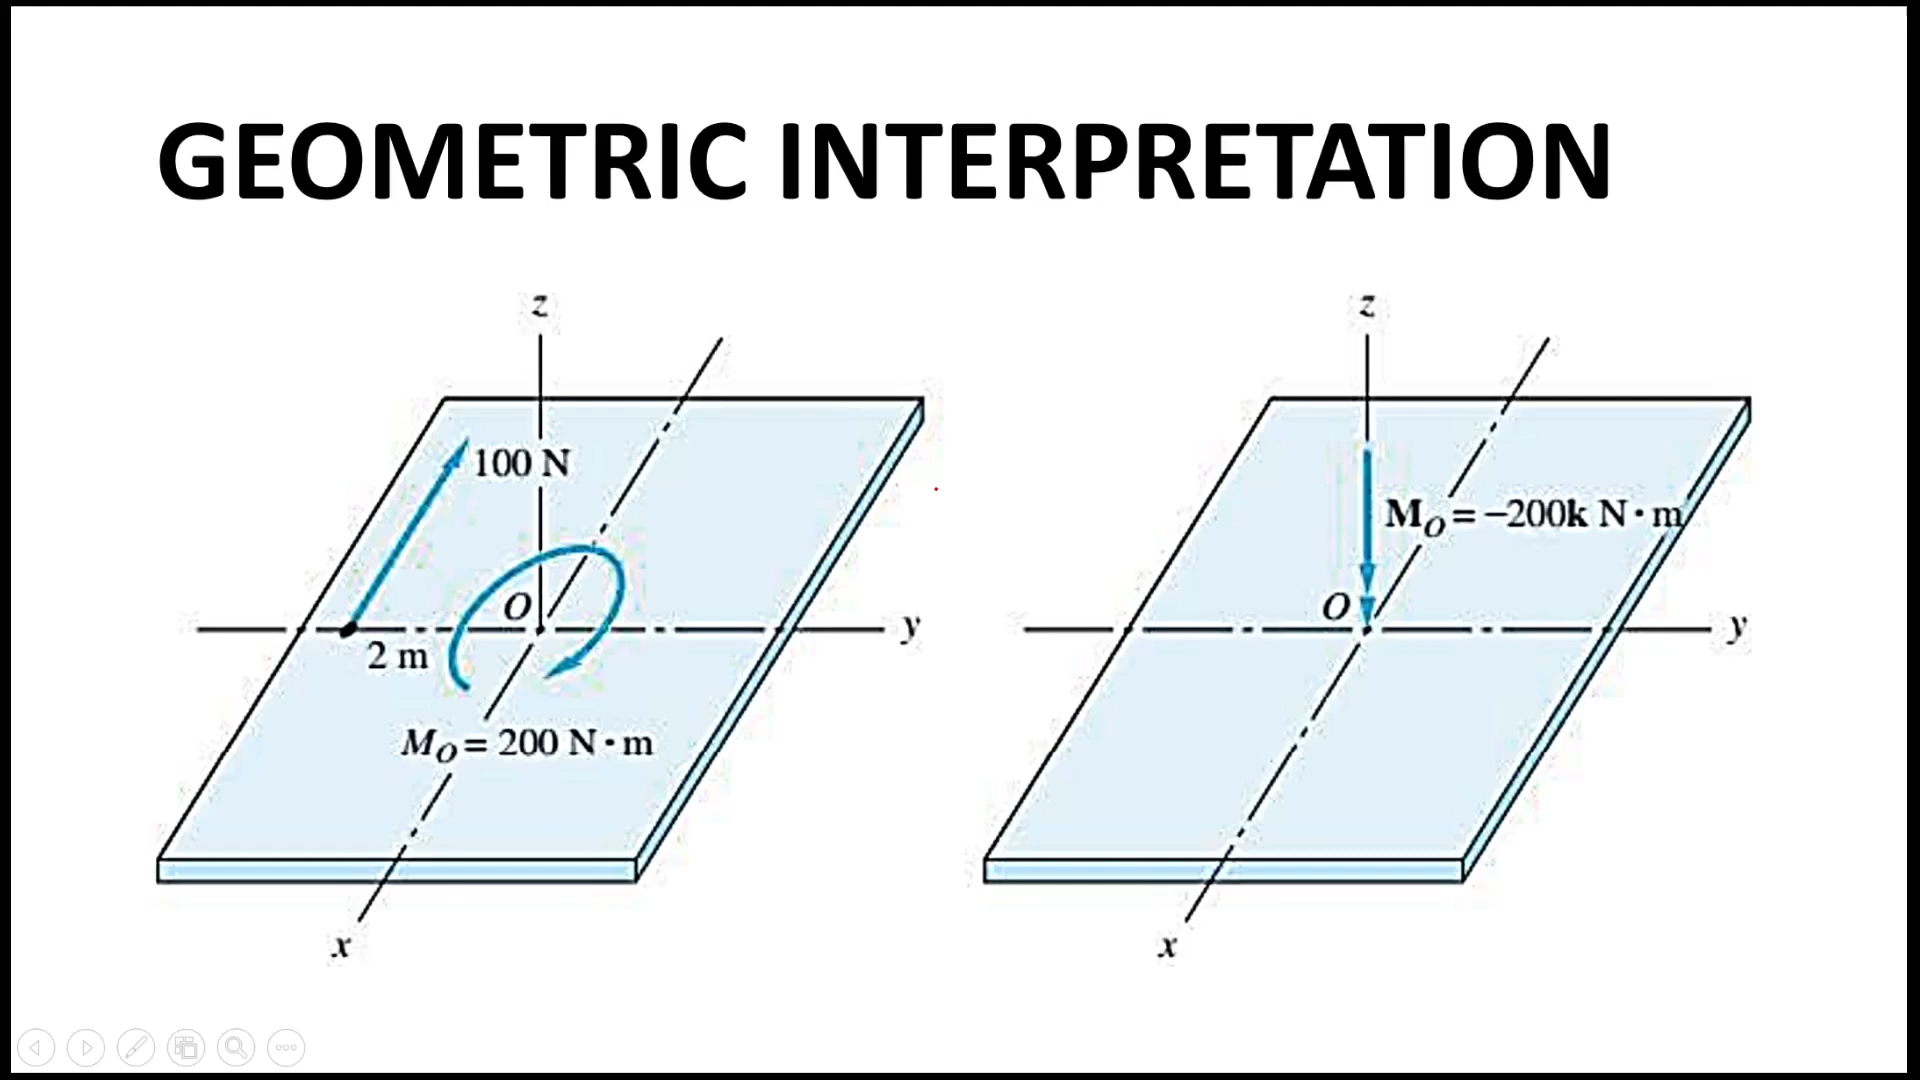 GEOMETRIC INTERPRETATION
z
100 N
O
y
2 m
M_O = 200 N·m
x
z
M_O = −200k N·m
O
y
x